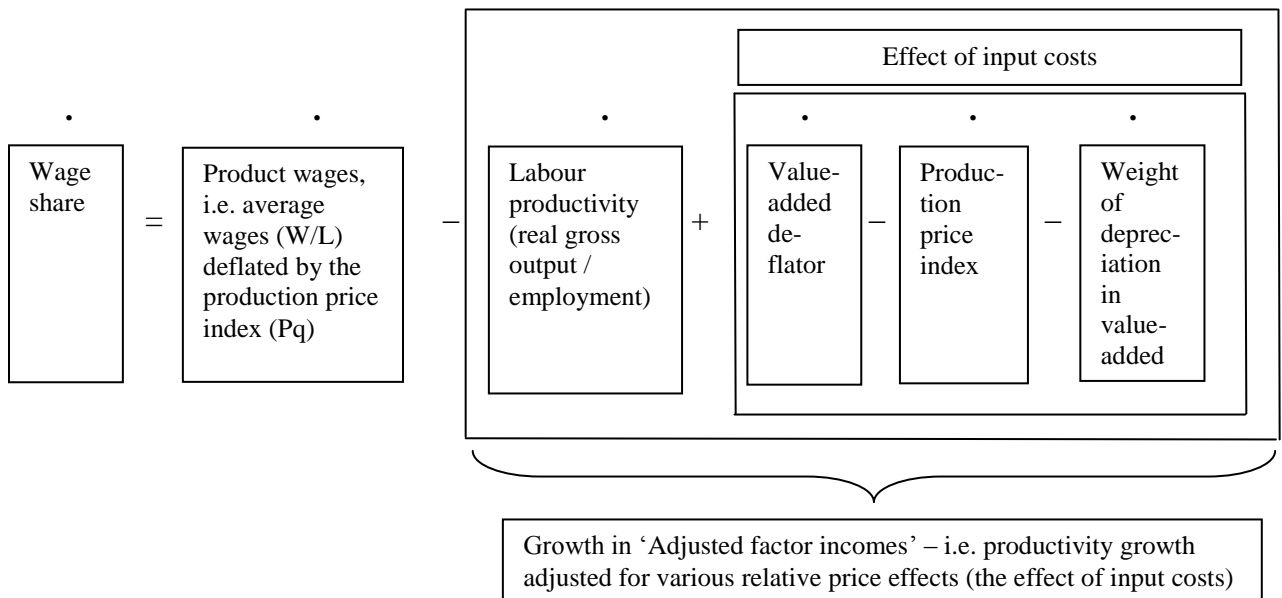 Effect of input costs
Wage
share
=
Product wages,
i.e. average
wages (W/L)
deflated by the
production price
index (Pq)
–
Labour
productivity
(real gross
output /
employment)
+
Value-
added
de-
flator
–
Produc-
tion
price
index
–
Weight
of
deprec-
iation
in
value-
added
Growth in ‘Adjusted factor incomes’ – i.e. productivity growth
adjusted for various relative price effects (the effect of input costs)